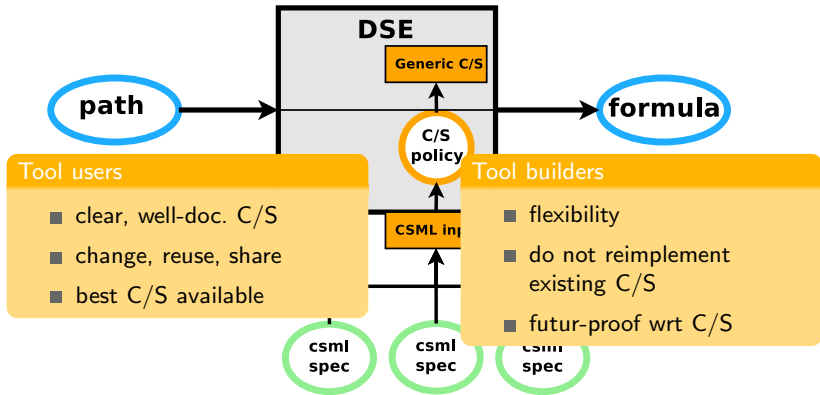 DSE
Generic C/S
path
formula
C/S
policy
Tool users
clear, well-doc. C/S
change, reuse, share
best C/S available
Tool builders
flexibility
do not reimplement
existing C/S
futur-proof wrt C/S
CSML inp
csml
spec
csml
spec
csml
spec